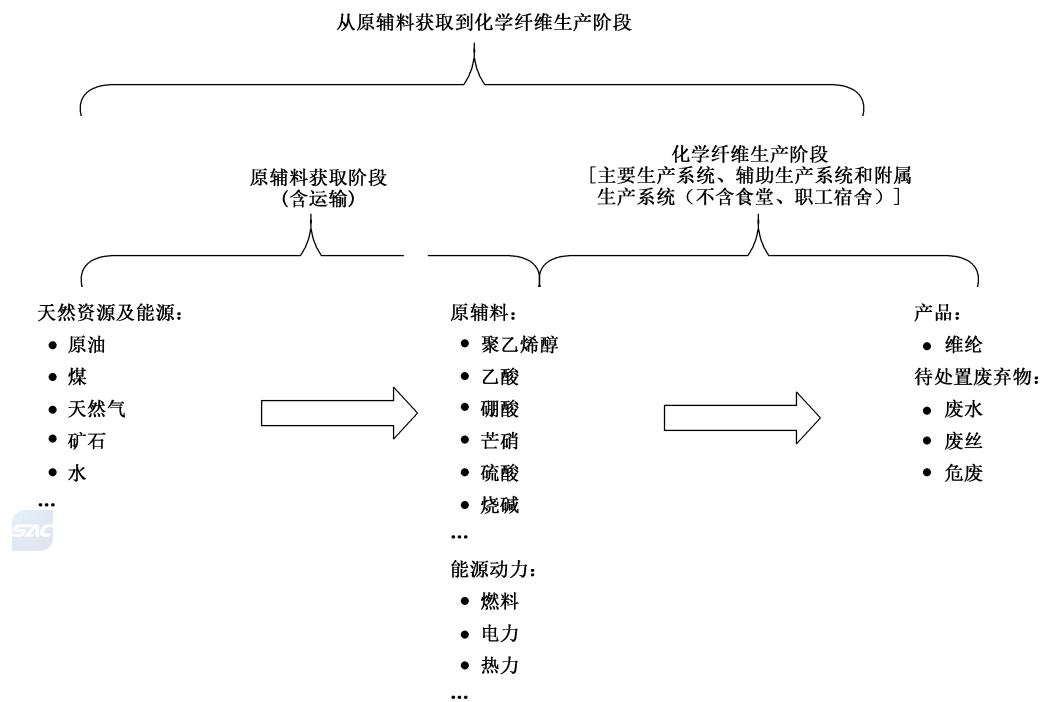 从原辅料获取到化学纤维生产阶段
原辅料获取阶段
(含运输)
化学纤维生产阶段
[主要生产系统、辅助生产系统和附属
生产系统（不含食堂、职工宿舍）]
天然资源及能源：
● 原油
● 煤
● 天然气
● 矿石
● 水
…
SAC
原辅料：
● 聚乙烯醇
● 乙酸
● 硼酸
● 芒硝
● 硫酸
● 烧碱
…
能源动力：
● 燃料
● 电力
● 热力
…
产品：
● 维纶
待处置废弃物：
● 废水
● 废丝
● 危废